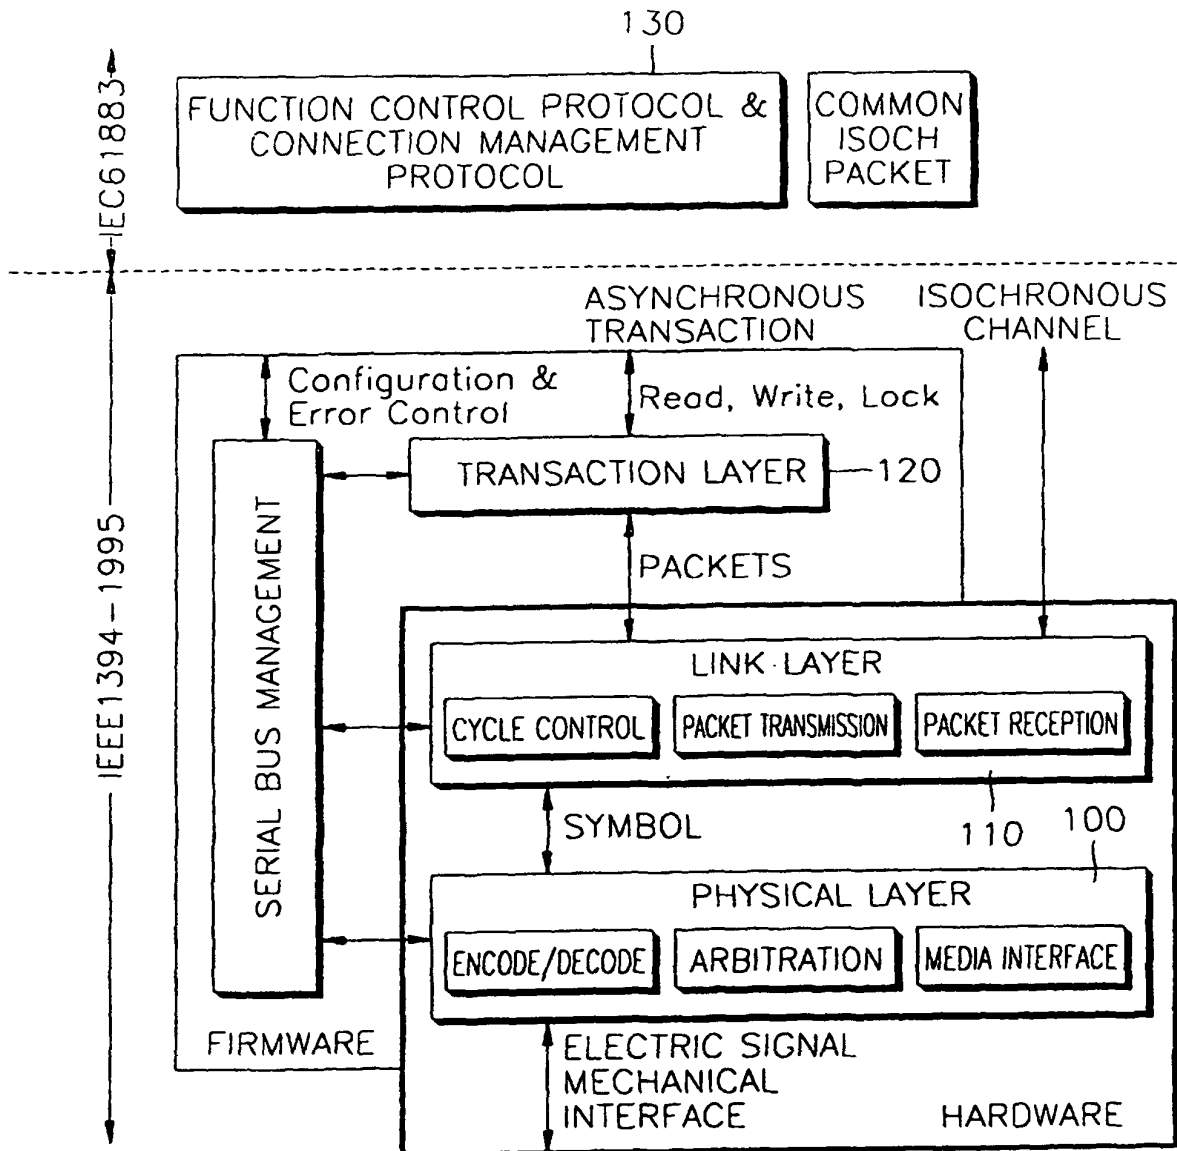 130
FUNCTION CONTROL PROTOCOL &
CONNECTION MANAGEMENT
PROTOCOL
COMMON
ISOCH
PACKET
IEC61883
ASYNCHRONOUS
TRANSACTION
ISOCHRONOUS
CHANNEL
Configuration &
Error Control
Read, Write, Lock
TRANSACTION LAYER
120
PACKETS
IEEE1394-1995
SERIAL BUS MANAGEMENT
LINK LAYER
CYCLE CONTROL
PACKET TRANSMISSION
PACKET RECEPTION
110
SYMBOL
100
PHYSICAL LAYER
ENCODE/DECODE
ARBITRATION
MEDIA INTERFACE
FIRMWARE
ELECTRIC SIGNAL
MECHANICAL
INTERFACE
HARDWARE